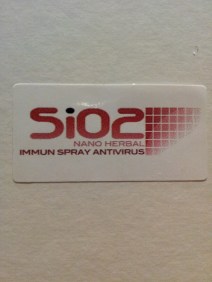 SiO2
NANO HERBAL
IMMUN SPRAY ANTIVIRUS